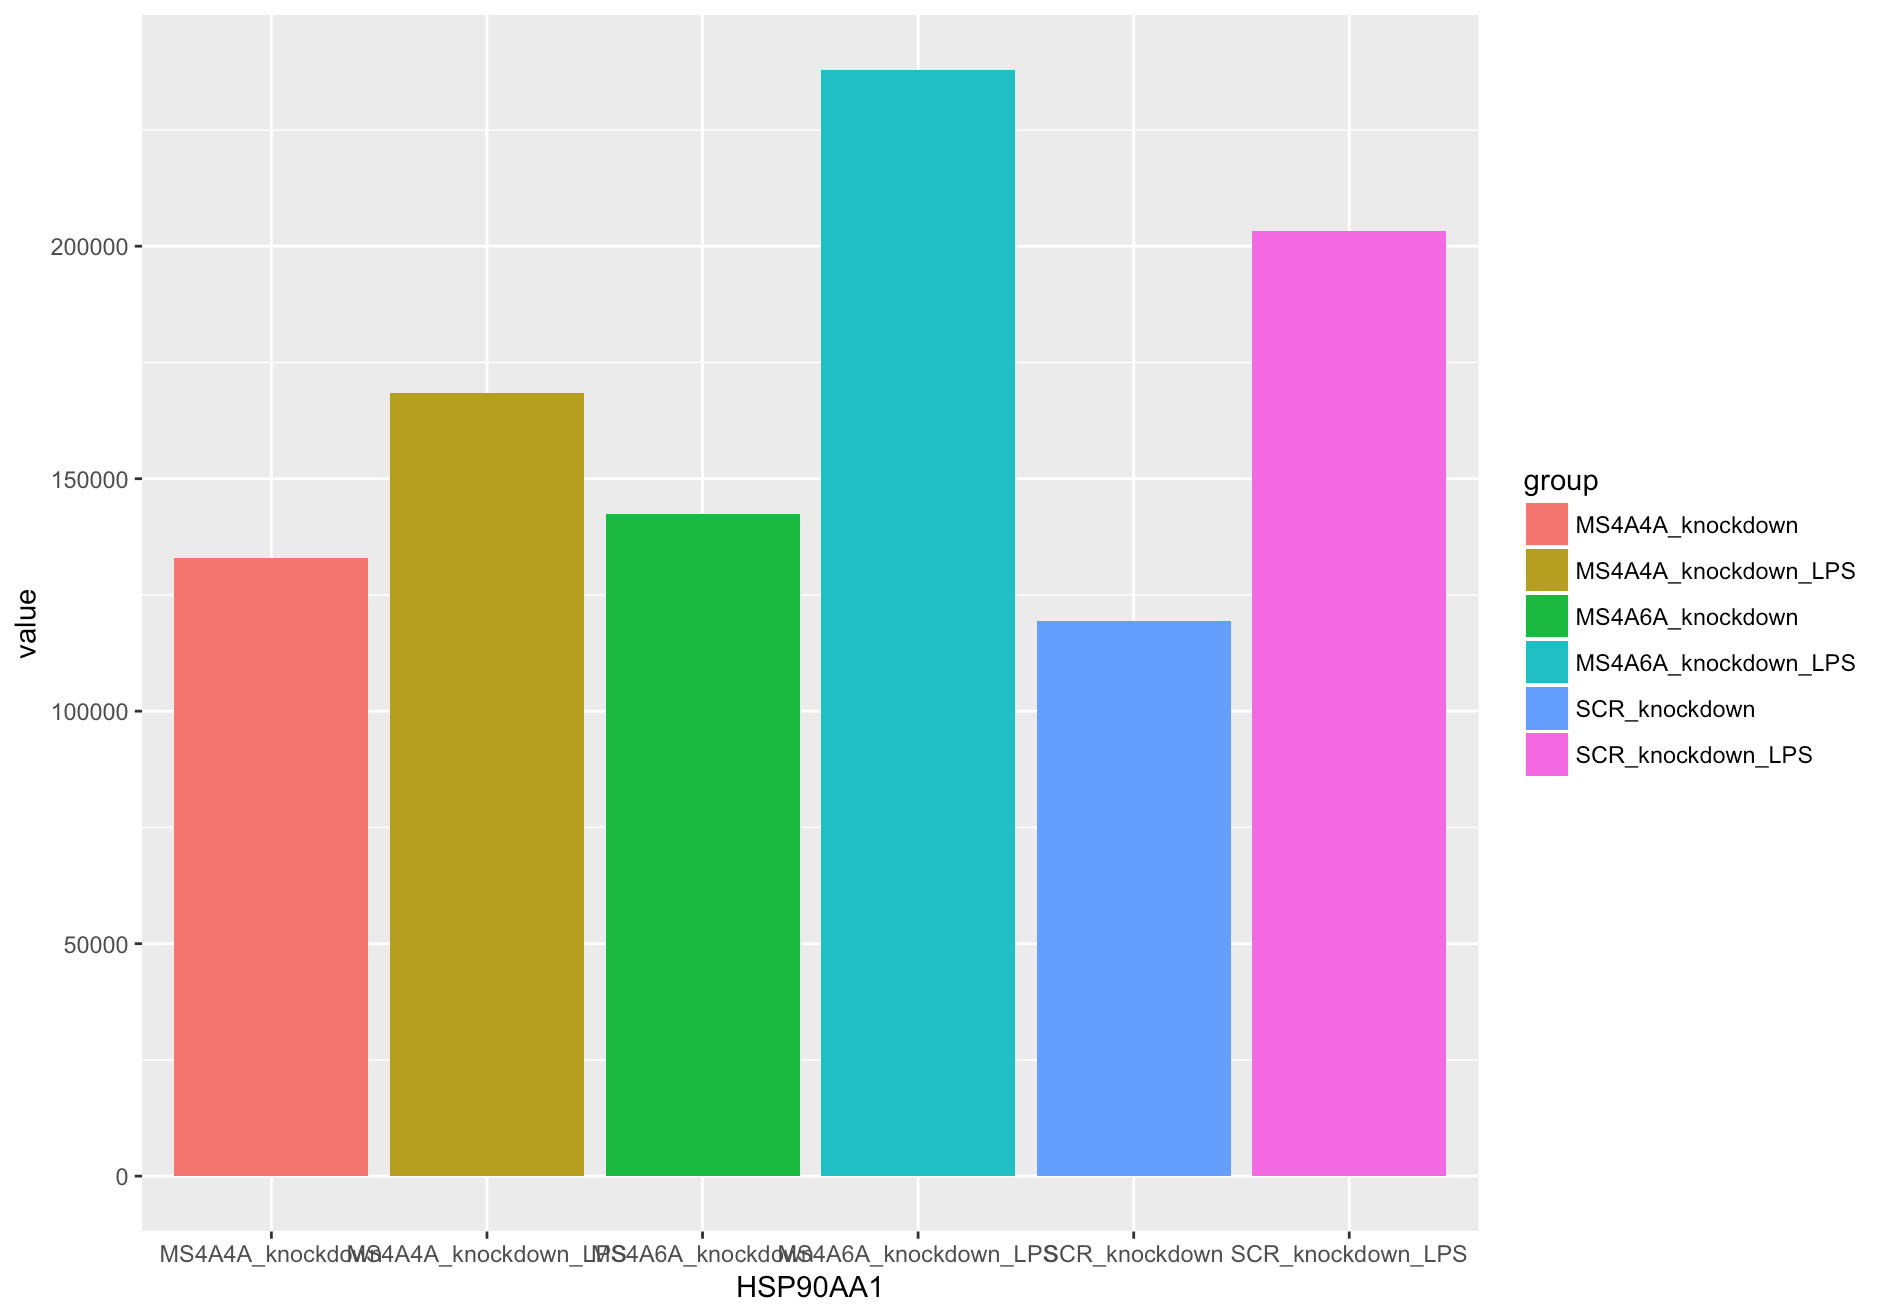 value
200000
150000
100000
50000
0
MS4A4A_knockdown MS4A4A_knockdown_LPS MS4A6A_knockdown MS4A6A_knockdown_LPS SCR_knockdown SCR_knockdown_LPS
HSP90AA1
group
MS4A4A_knockdown
MS4A4A_knockdown_LPS
MS4A6A_knockdown
MS4A6A_knockdown_LPS
SCR_knockdown
SCR_knockdown_LPS